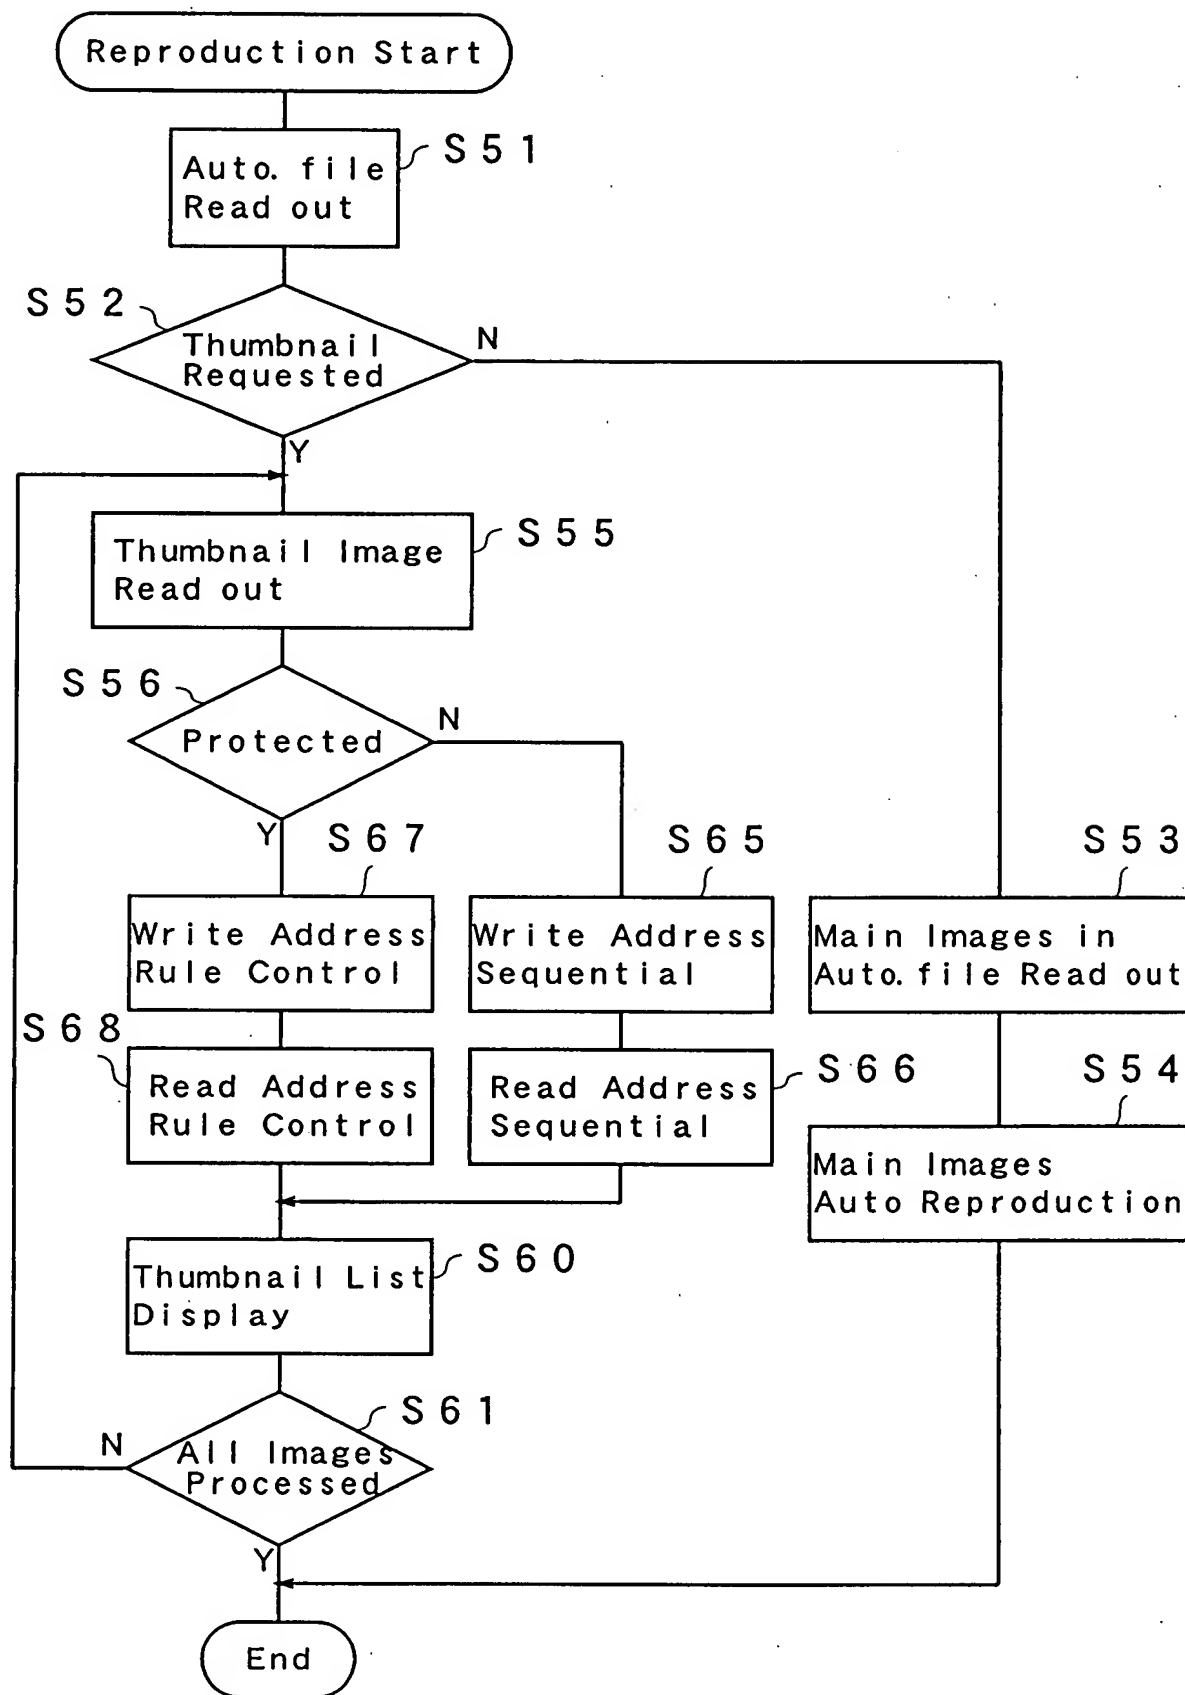 Reproduction Start
S51
Auto. file
Read out
S52
Thumbnail
Requested
N
Y
S55
Thumbnail Image
Read out
S56
Protected
N
Y
S67
S65
S53
Write Address
Rule Control
Write Address
Sequential
Main Images in
Auto. file Read out
S68
Read Address
Rule Control
Read Address
Sequential
S66
S54
Main Images
Auto Reproduction
Thumbnail List
Display
S60
S61
N
All Images
Processed
Y
End